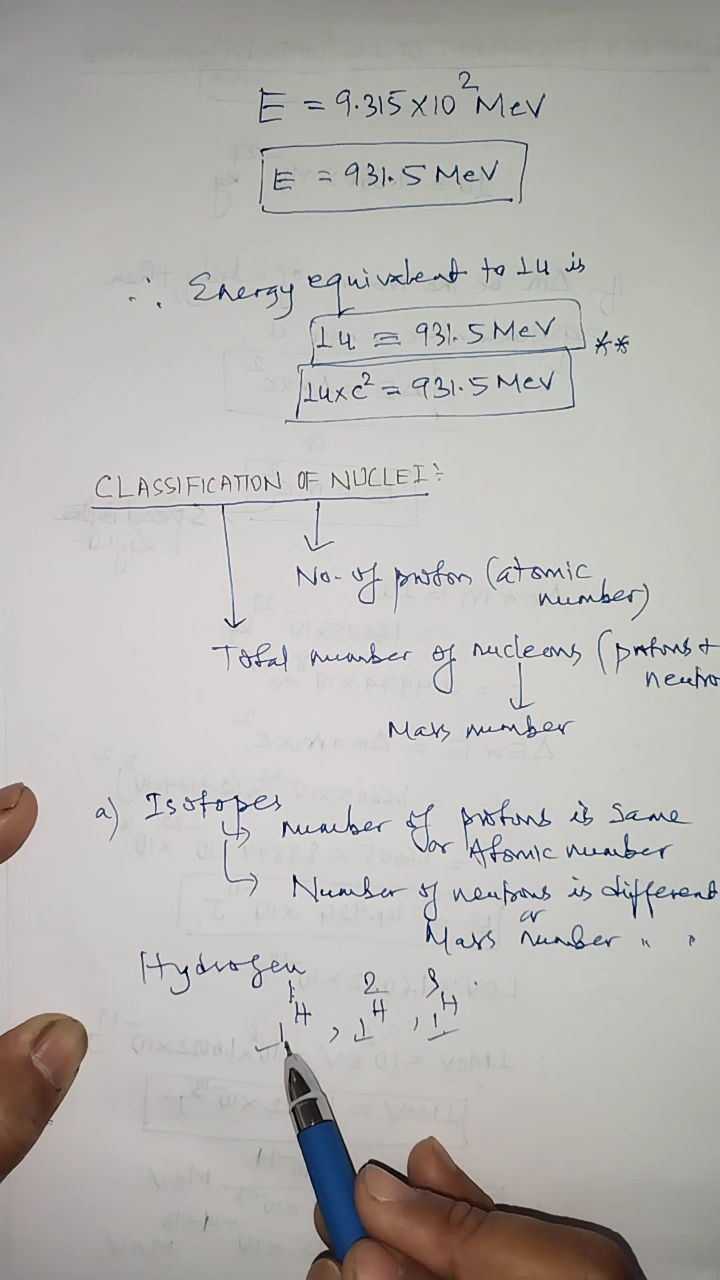 E = 9.315×10² MeV
E = 931.5 MeV
∴ Energy equivalent to 1u is
1u ≡ 931.5 MeV **
1u×c² = 931.5 MeV
CLASSIFICATION OF NUCLEI:
No. of proton (atomic
number)
Total number of nucleons (protons +
neutro
Mass number
a) Isotopes
↳ number of protons is same
or Atomic number
↳ Number of neutrons is different
or
Mass number " "
Hydrogen
¹₁H , ²₁H , ³₁H